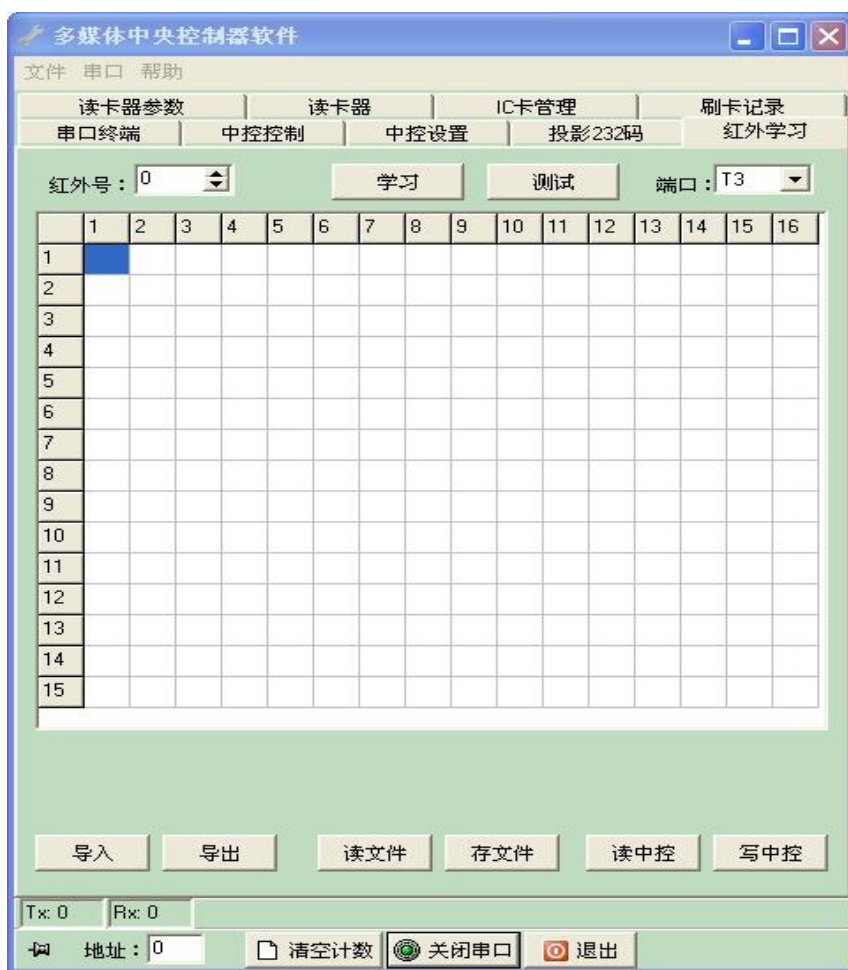 多媒体中央控制器软件
文件 串口 帮助
读卡器参数 读卡器 IC卡管理 刷卡记录
串口终端 中控控制 中控设置 投影232码 红外学习
红外号：0 学习 测试 端口：T3
1 2 3 4 5 6 7 8 9 10 11 12 13 14 15 16
1
2
3
4
5
6
7
8
9
10
11
12
13
14
15
导入 导出 读文件 存文件 读中控 写中控
Tx: 0 Rx: 0
地址：0 清空计数 关闭串口 退出